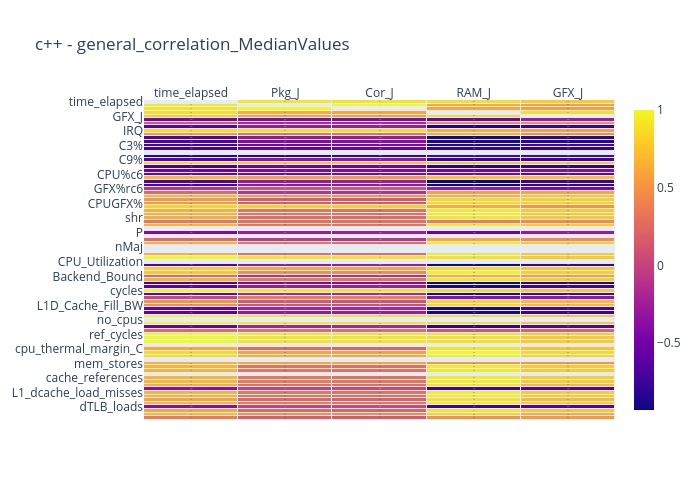 c++ - general_correlation_MedianValues
time_elapsed Pkg_J Cor_J RAM_J GFX_J
time_elapsed
GFX_J
IRQ
C3%
C9%
CPU%c6
GFX%rc6
CPUGFX%
shr
P
nMaj
CPU_Utilization
Backend_Bound
cycles
L1D_Cache_Fill_BW
no_cpus
ref_cycles
cpu_thermal_margin_C
mem_stores
cache_references
L1_dcache_load_misses
dTLB_loads
1
0.5
0
−0.5